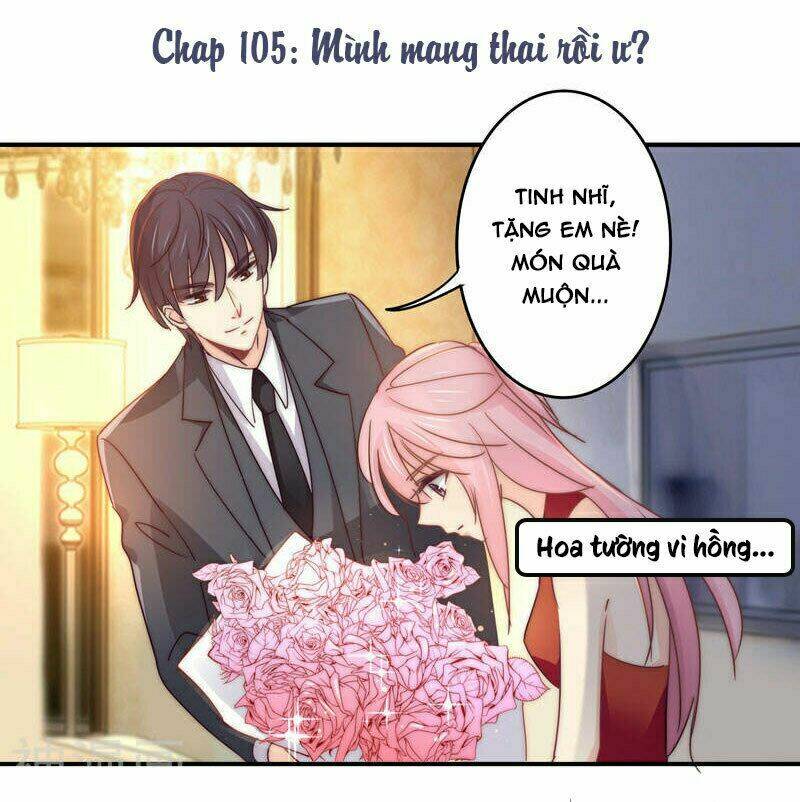 Chap 105: Mình mang thai rồi ư?
TINH NHĨ,
TẶNG EM NÈ!
MÓN QUÀ
MUỘN...
Hoa tường vi hồng...